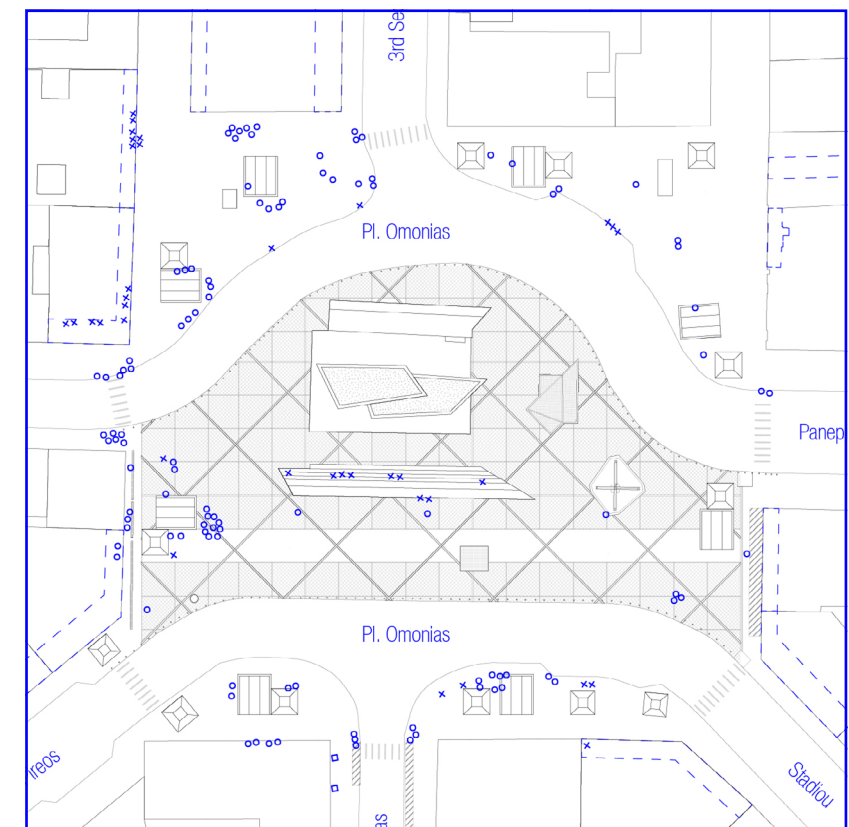 3rd Se
Pl. Omonias
Panep
Pl. Omonias
ireos
Stadiou
as